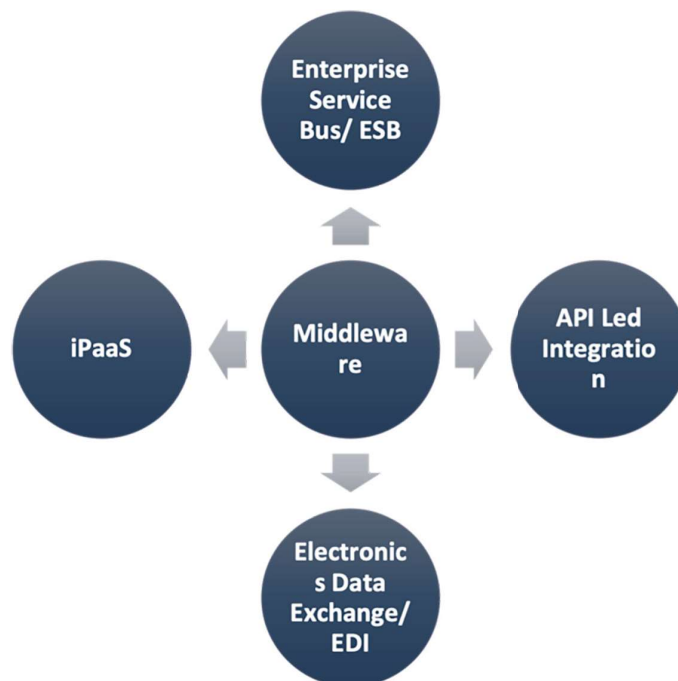 Enterprise
Service
Bus/ ESB
iPaaS
Middlewa
re
API Led
Integratio
n
Electronic
s Data
Exchange/
EDI